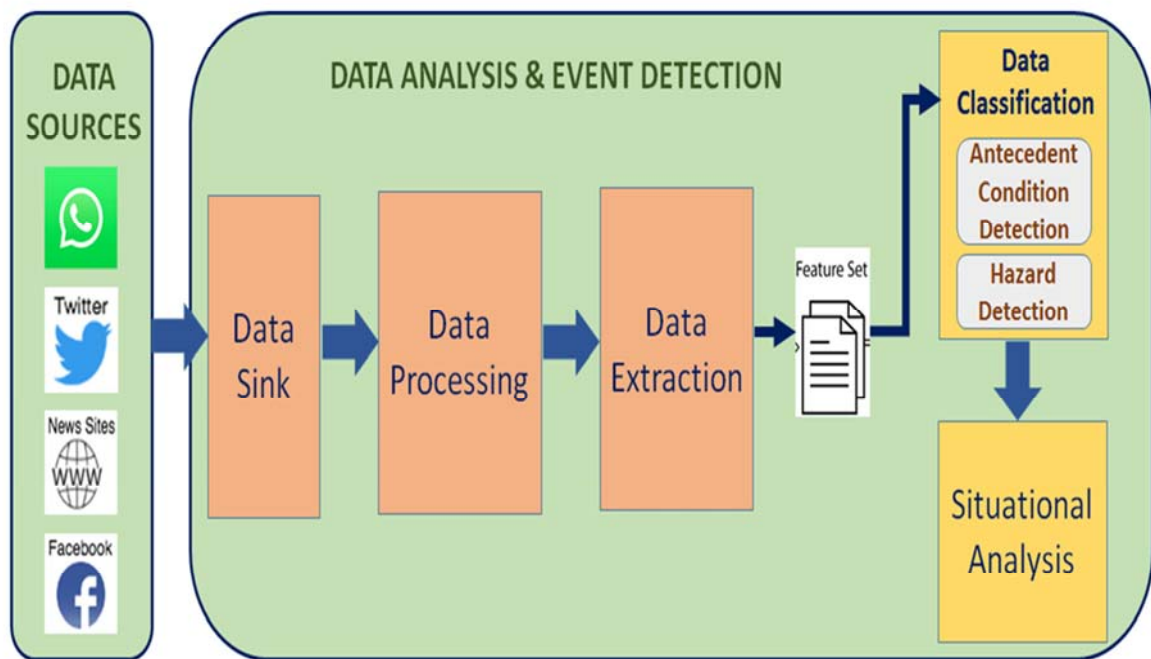 DATA
SOURCES
Twitter
News Sites
WWW
Facebook
f
DATA ANALYSIS & EVENT DETECTION
Data
Sink
Data
Processing
Data
Extraction
Feature Set
Data
Classification
Antecedent
Condition
Detection
Hazard
Detection
Situational
Analysis